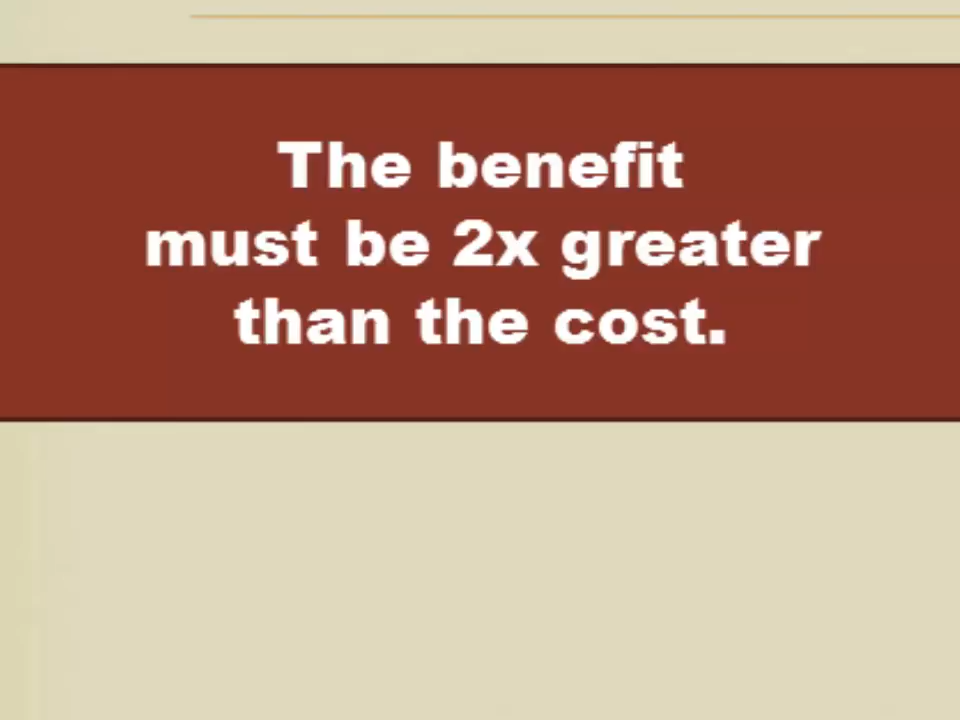 The benefit
must be 2x greater
than the cost.